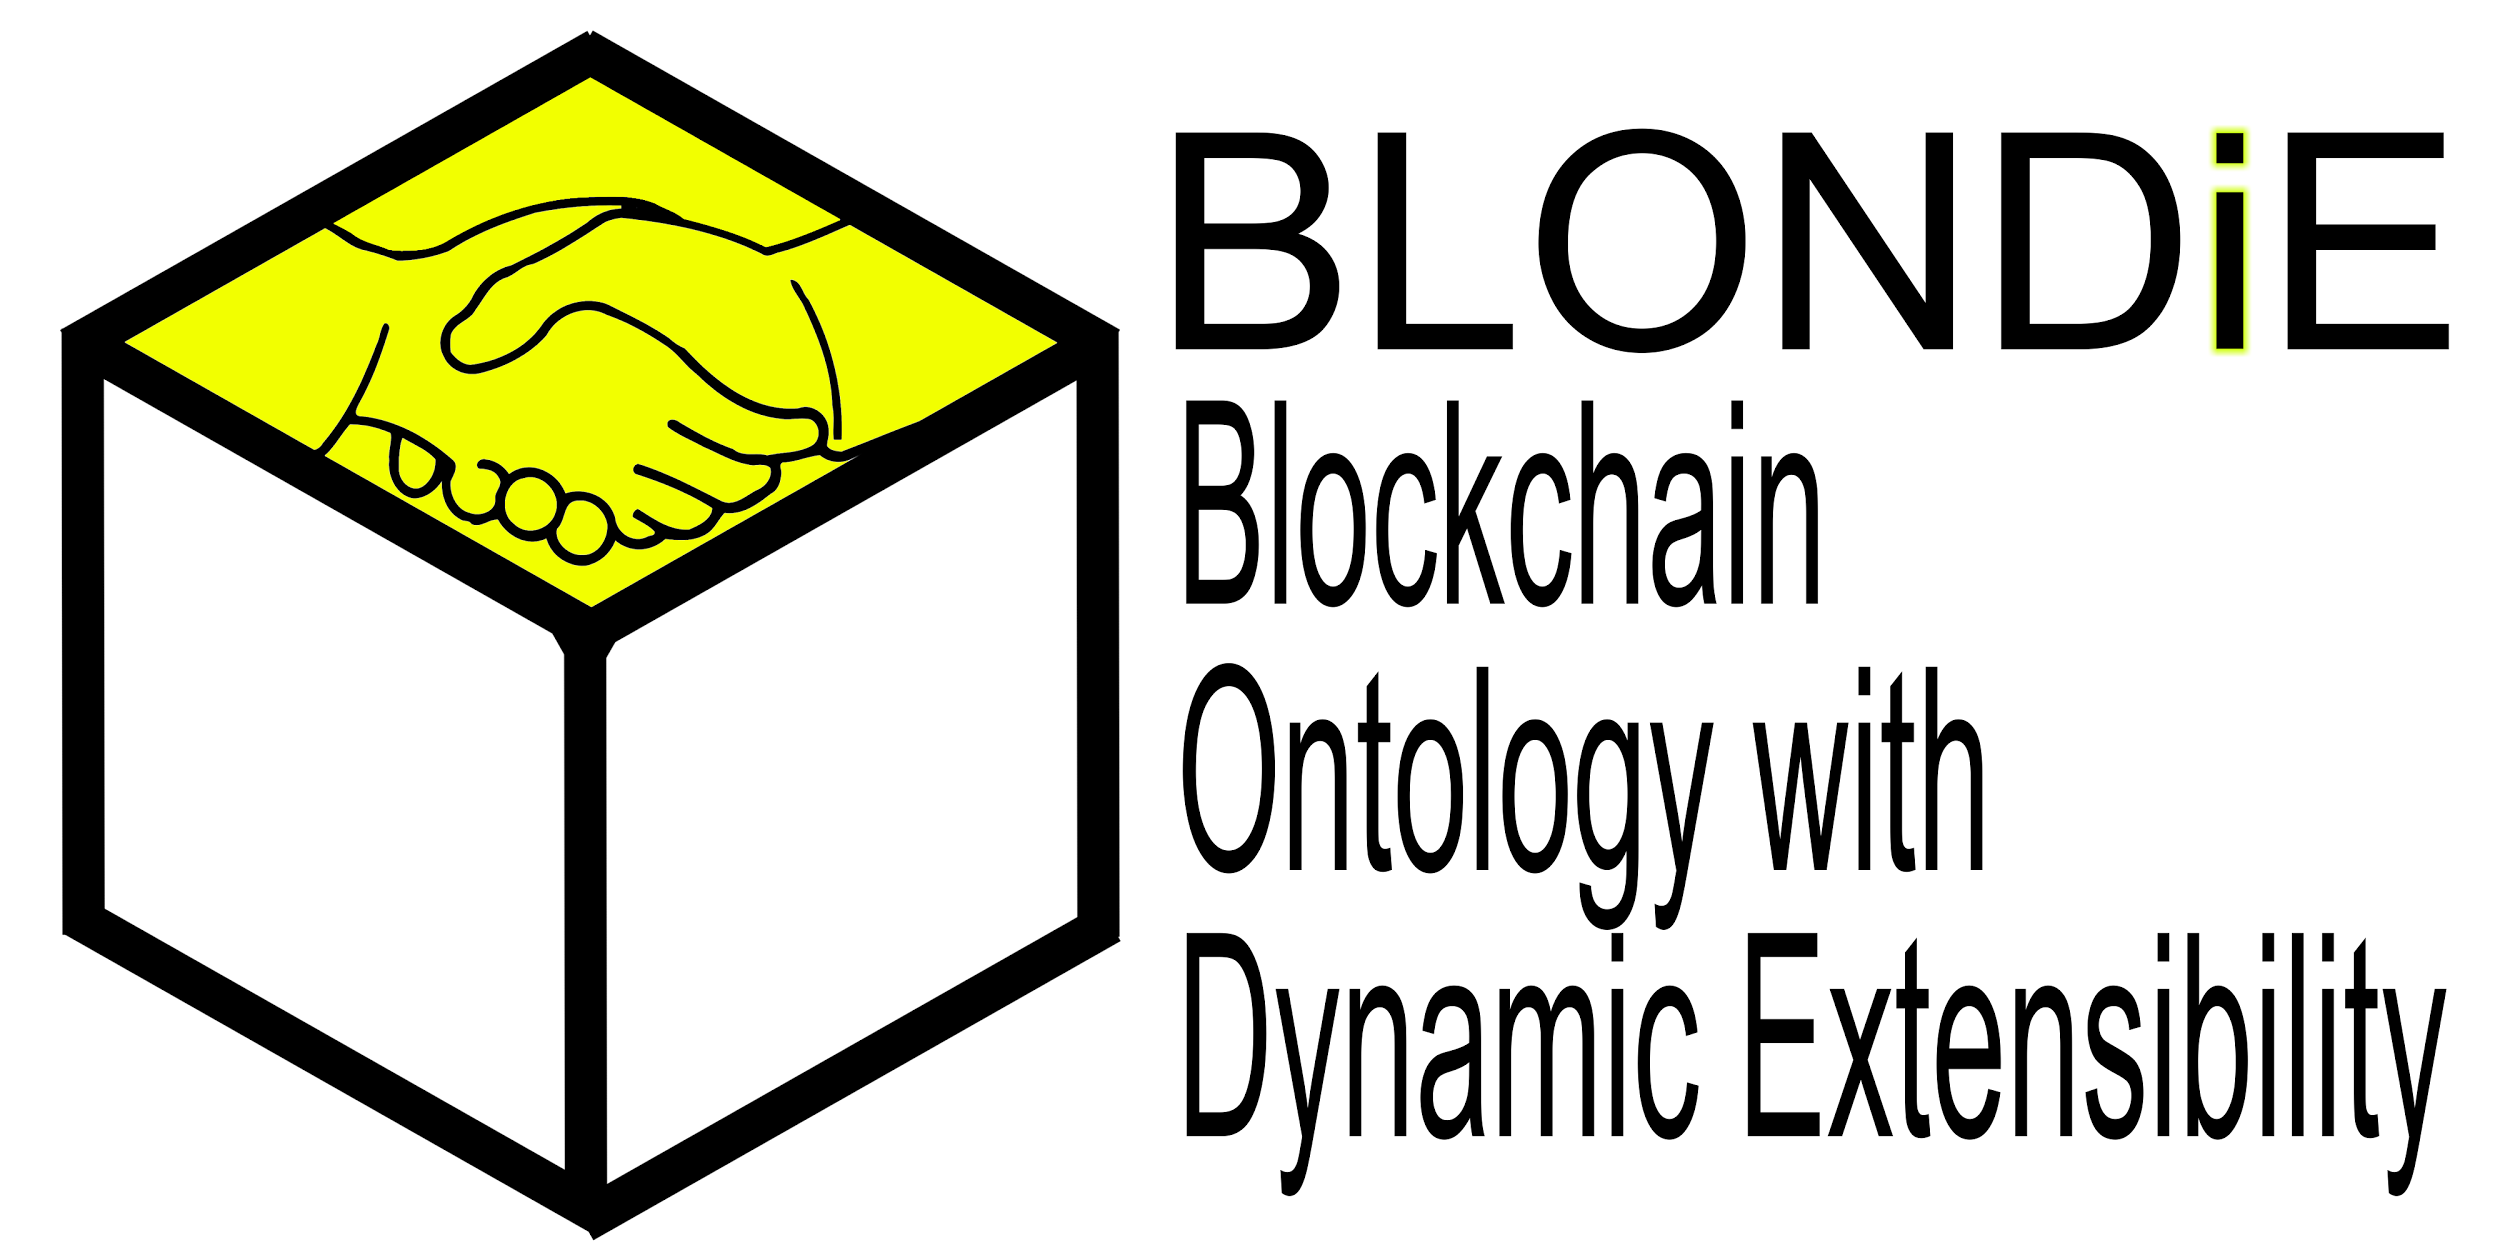 BLONDiE
Blockchain
Ontology with
Dynamic Extensibility